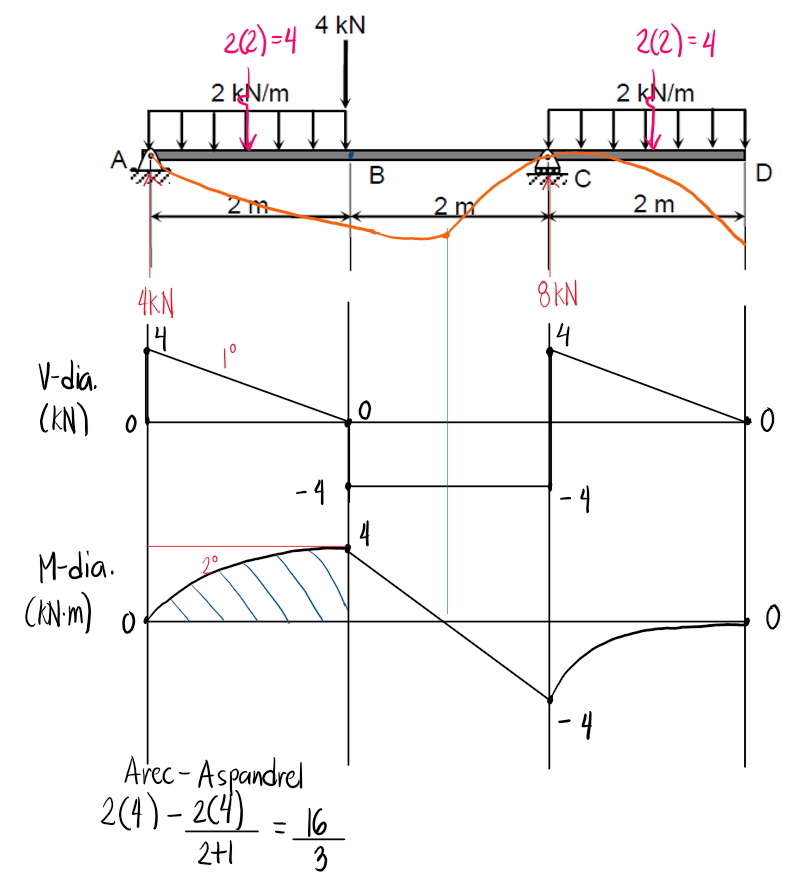 4 kN
2(2)=4
2(2)=4
2 kN/m
2 kN/m
A
B
C
D
2 m
2 m
2 m
4kN
8kN
4
1°
4
V-dia.
(kN)
0
0
0
-4
-4
4
M-dia.
2°
(kN·m)
0
0
-4
Arec-Aspandrel
2(4) - 2(4)/2+1 = 16/3